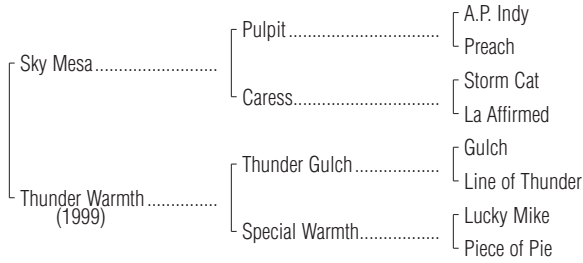 A.P. Indy
Pulpit
Preach
Sky Mesa
Storm Cat
Caress
La Affirmed
Gulch
Thunder Gulch
Line of Thunder
Thunder Warmth
(1999)
Lucky Mike
Special Warmth
Piece of Pie